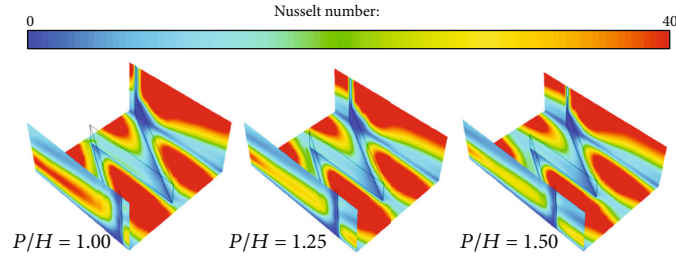 Nusselt number:
0 40
P/H = 1.00 P/H = 1.25 P/H = 1.50